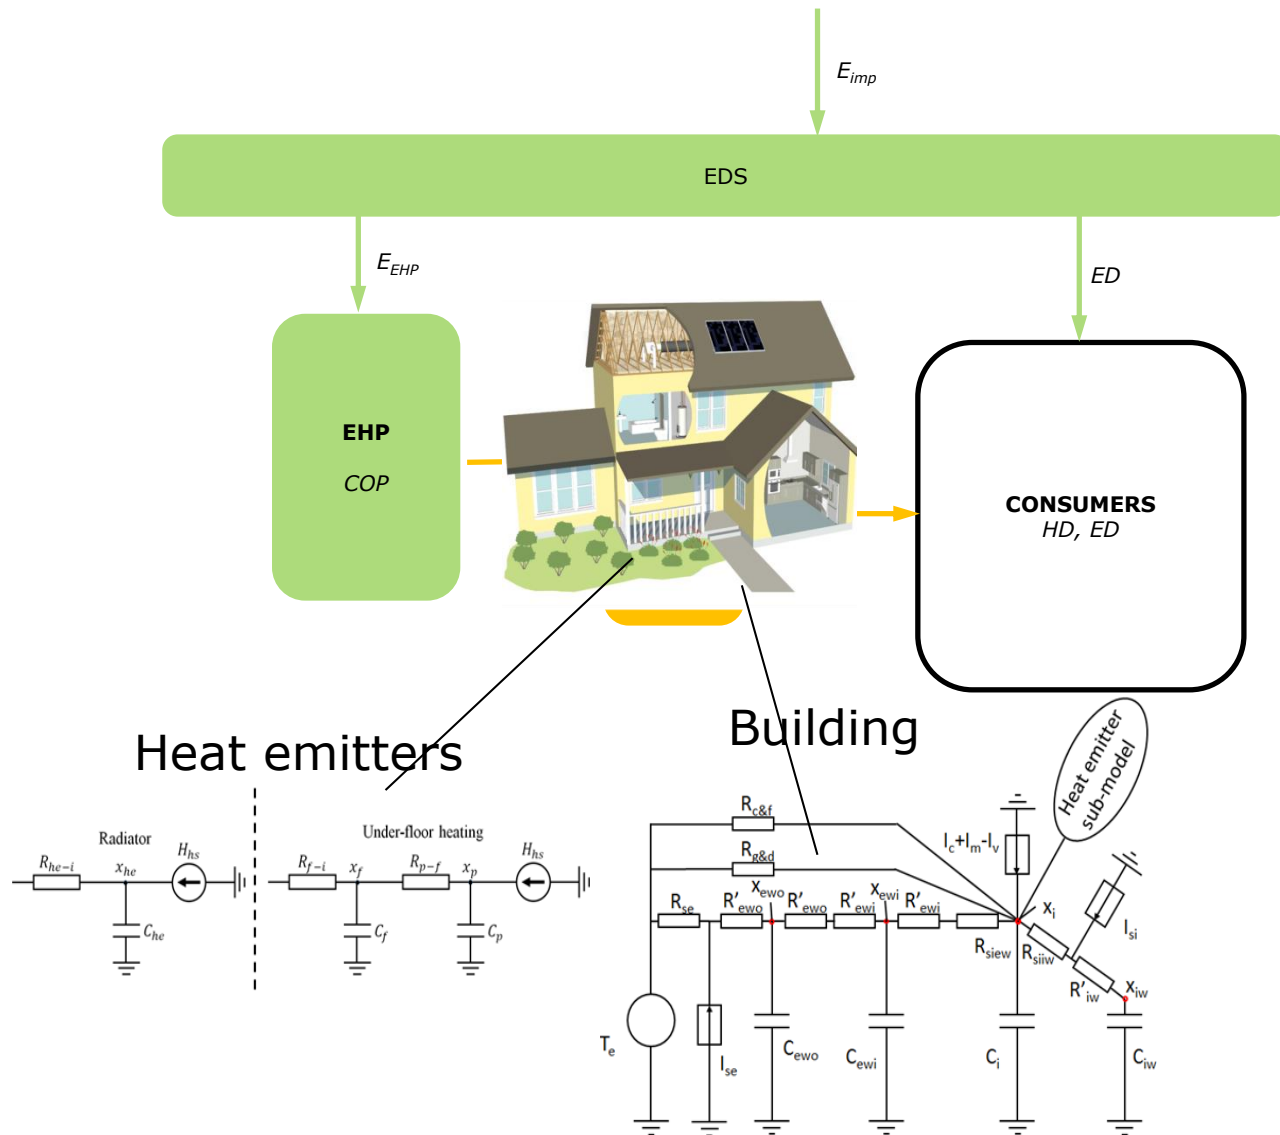 E_imp
EDS
E_EHP
ED
EHP
COP
CONSUMERS
HD, ED
Heat emitters
Building
Heat emitter
sub-model
Radiator
Under-floor heating
R_he−i
x_he
H_hs
C_he
R_f−i
x_f
R_p−f
x_p
H_hs
C_f
C_p
R_c&f
R_g&d
I_c+I_m-I_v
R_se
R'_ewo
x_ewo
R'_ewo
R'_ewi
x_ewi
R'_ewi
R_siew
x_i
R_siiw
I_si
R'_iw
x_iw
T_e
I_se
C_ewo
C_ewi
C_i
C_iw